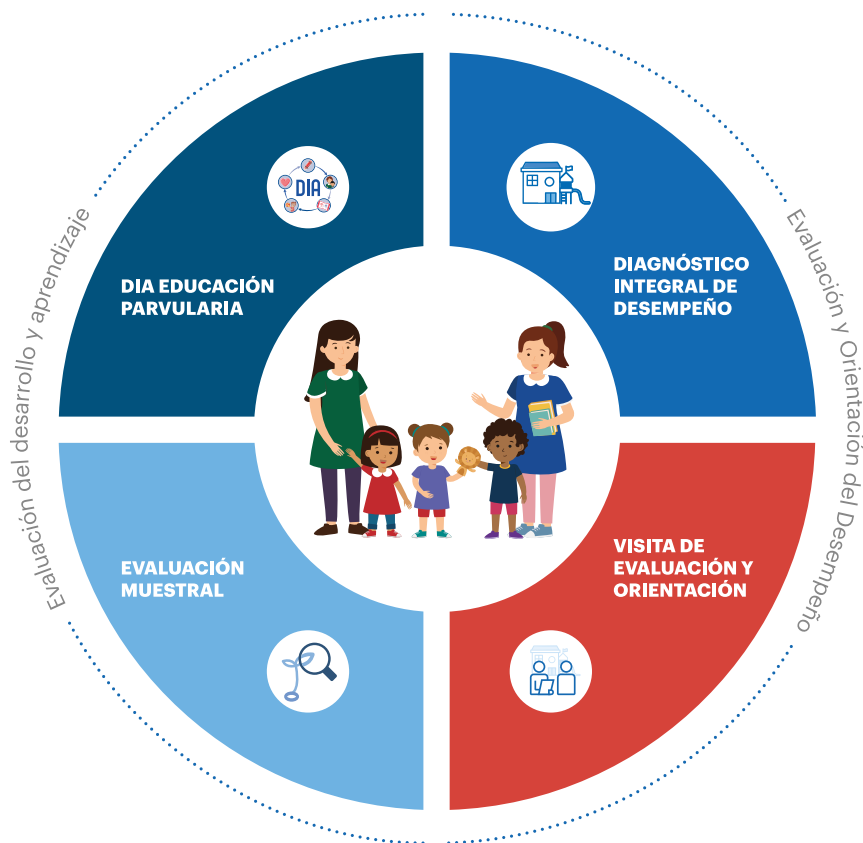 Evaluación del desarrollo y aprendizaje
DIA
DIA EDUCACIÓN
PARVULARIA
DIAGNÓSTICO
INTEGRAL DE
DESEMPEÑO
Evaluación y Orientación del Desempeño
EVALUACIÓN
MUESTRAL
VISITA DE
EVALUACIÓN Y
ORIENTACIÓN